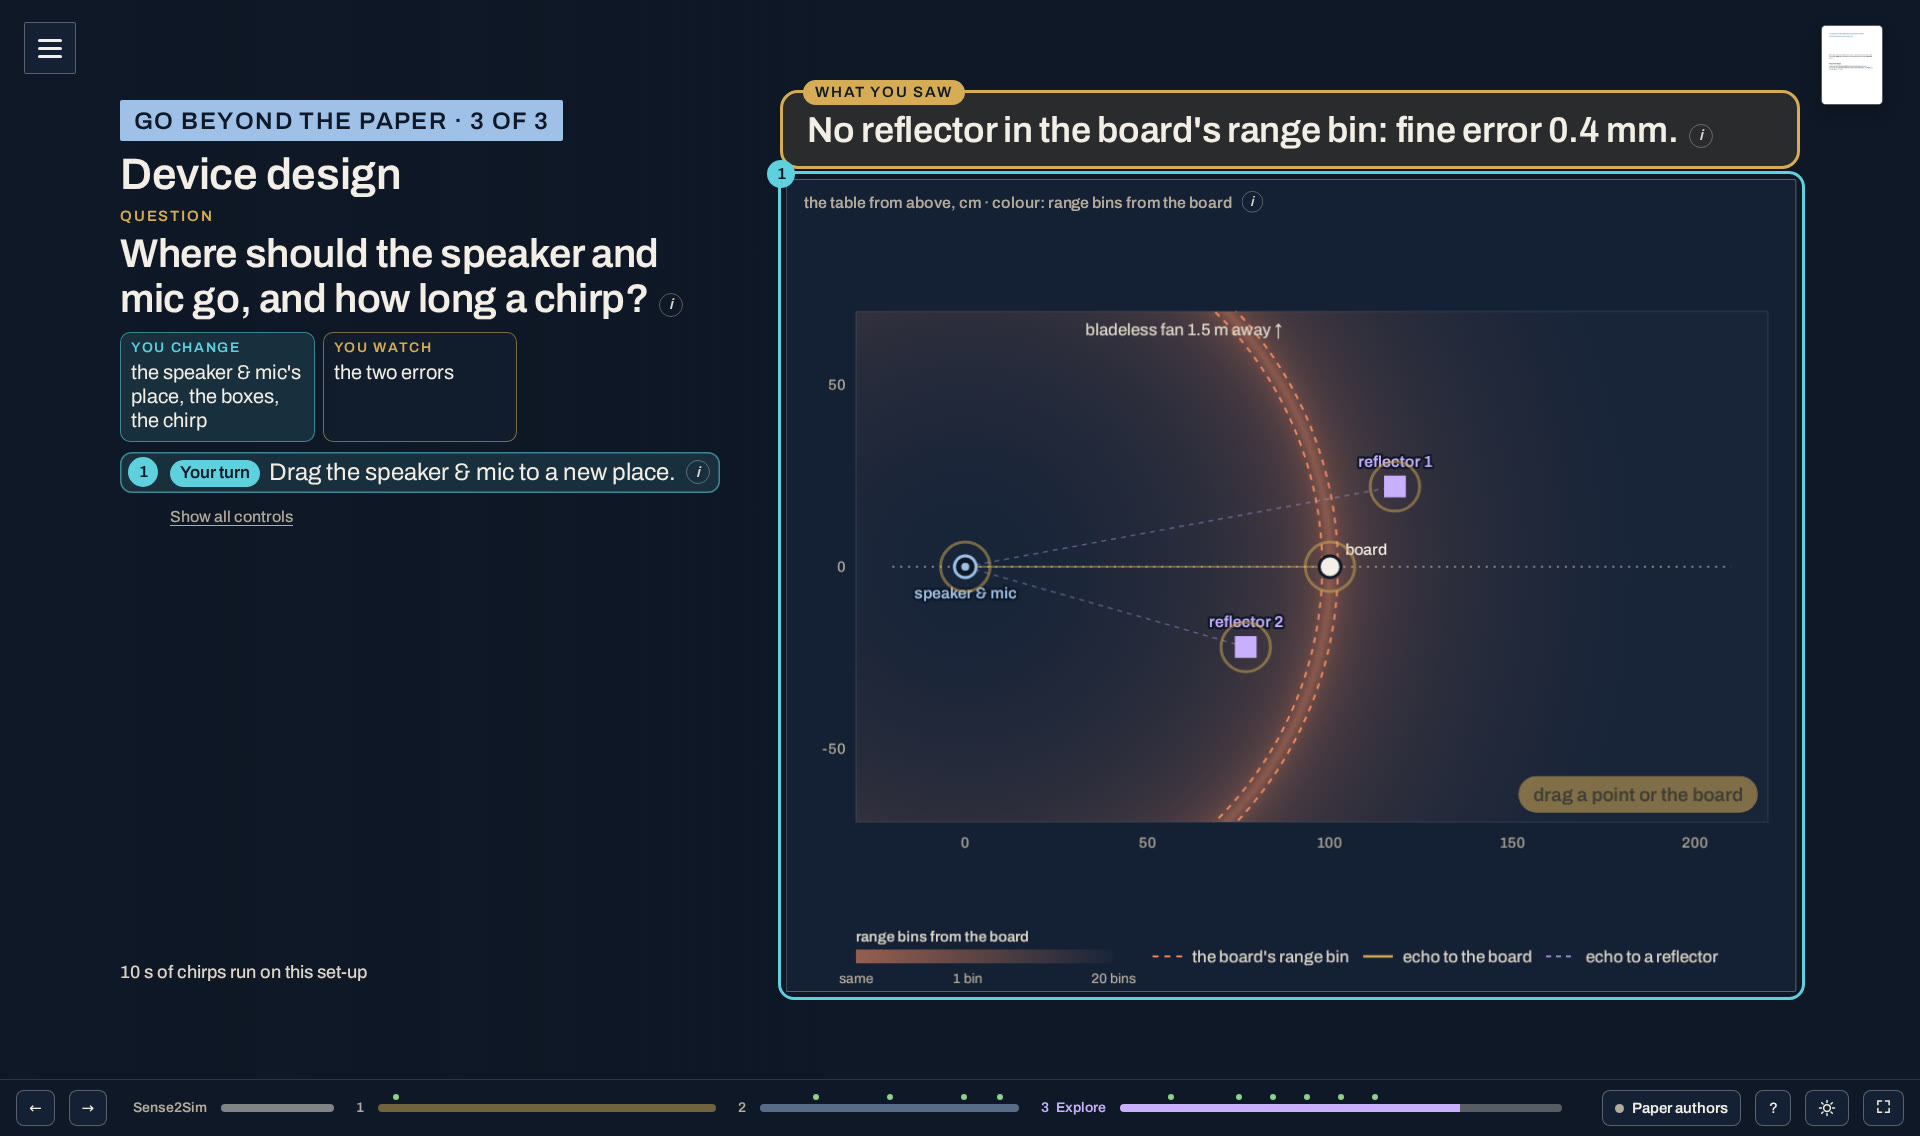 GO BEYOND THE PAPER · 3 OF 3
Device design
QUESTION
Where should the speaker and
mic go, and how long a chirp? i
YOU CHANGE
the speaker & mic's
place, the boxes,
the chirp
YOU WATCH
the two errors
1 Your turn Drag the speaker & mic to a new place. i
Show all controls
10 s of chirps run on this set-up
WHAT YOU SAW
No reflector in the board's range bin: fine error 0.4 mm. i
1
the table from above, cm · colour: range bins from the board i
bladeless fan 1.5 m away ↑
50
reflector 1
board
0
speaker & mic
reflector 2
-50
drag a point or the board
0 50 100 150 200
range bins from the board
same 1 bin 20 bins
the board's range bin echo to the board echo to a reflector
← → Sense2Sim 1 2 3 Explore Paper authors ?